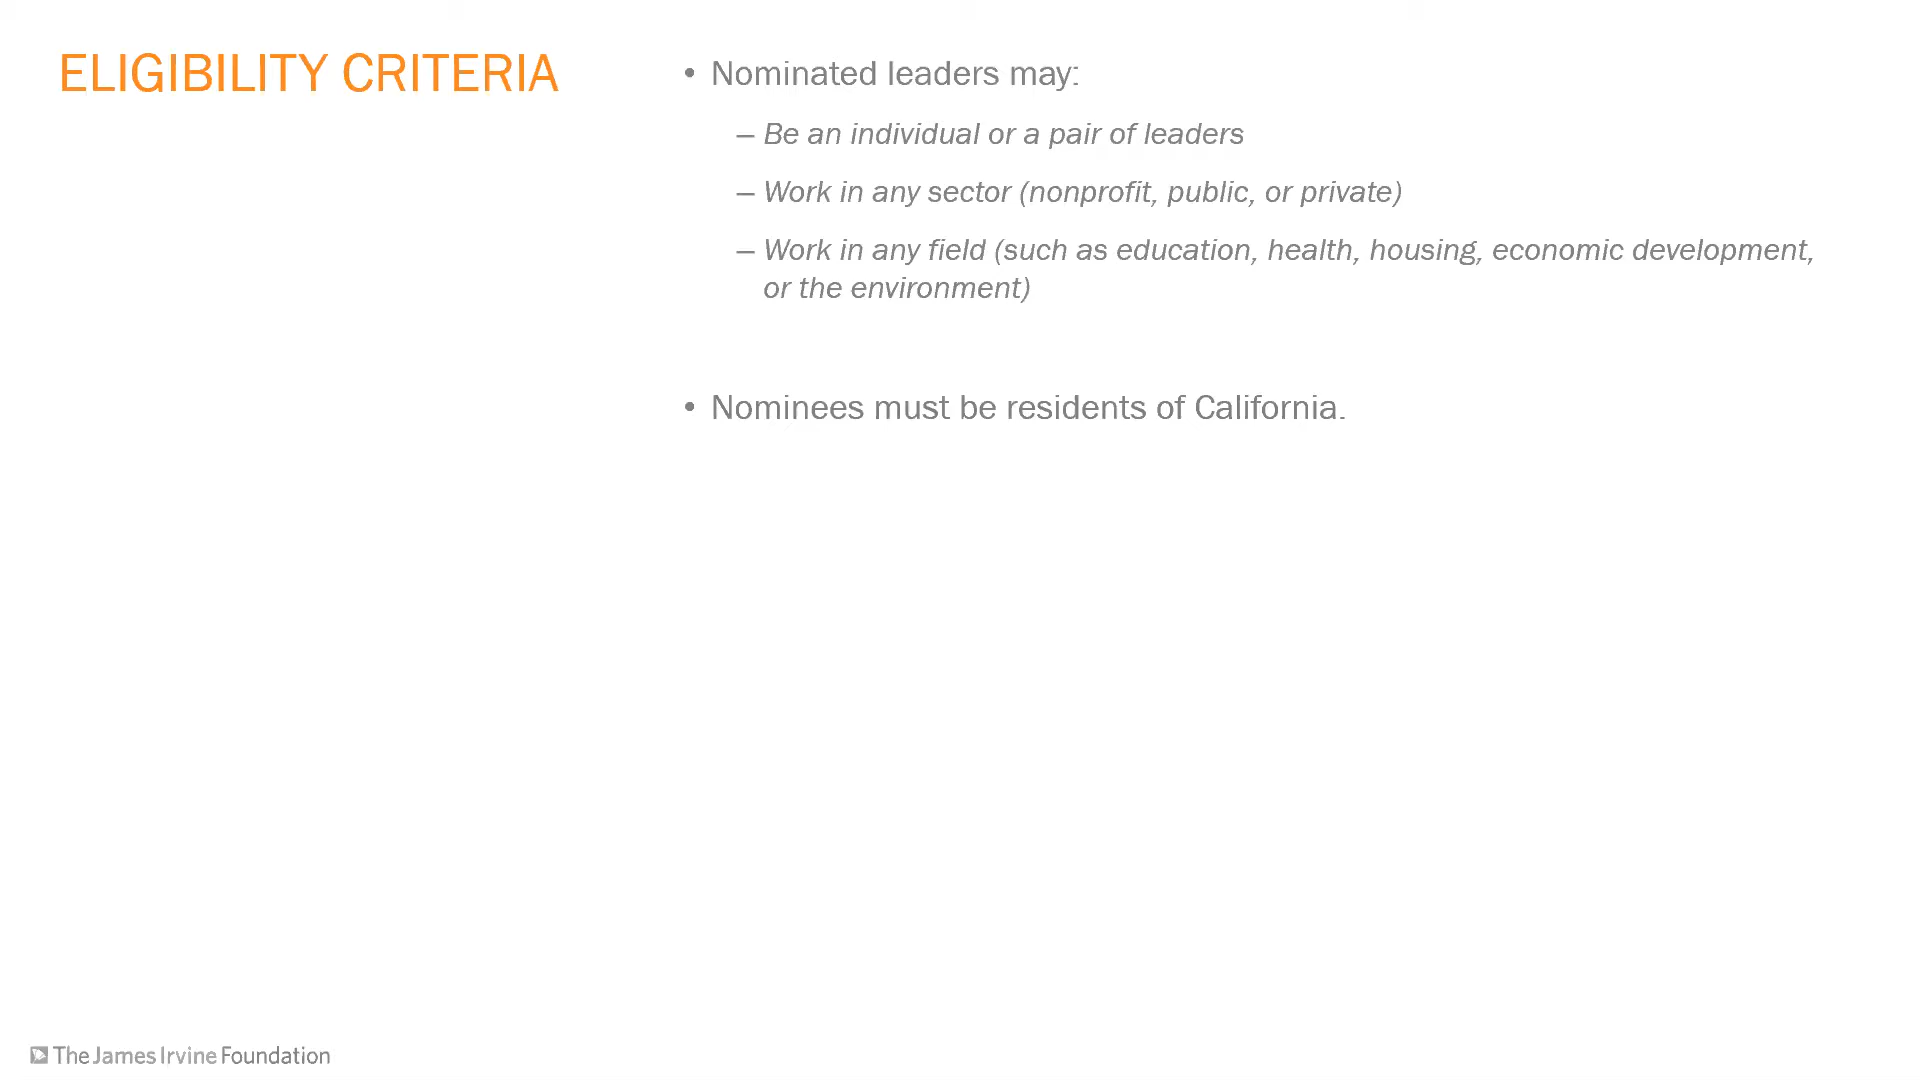 ELIGIBILITY CRITERIA
• Nominated leaders may:
– Be an individual or a pair of leaders
– Work in any sector (nonprofit, public, or private)
– Work in any field (such as education, health, housing, economic development,
or the environment)
• Nominees must be residents of California.
The James Irvine Foundation